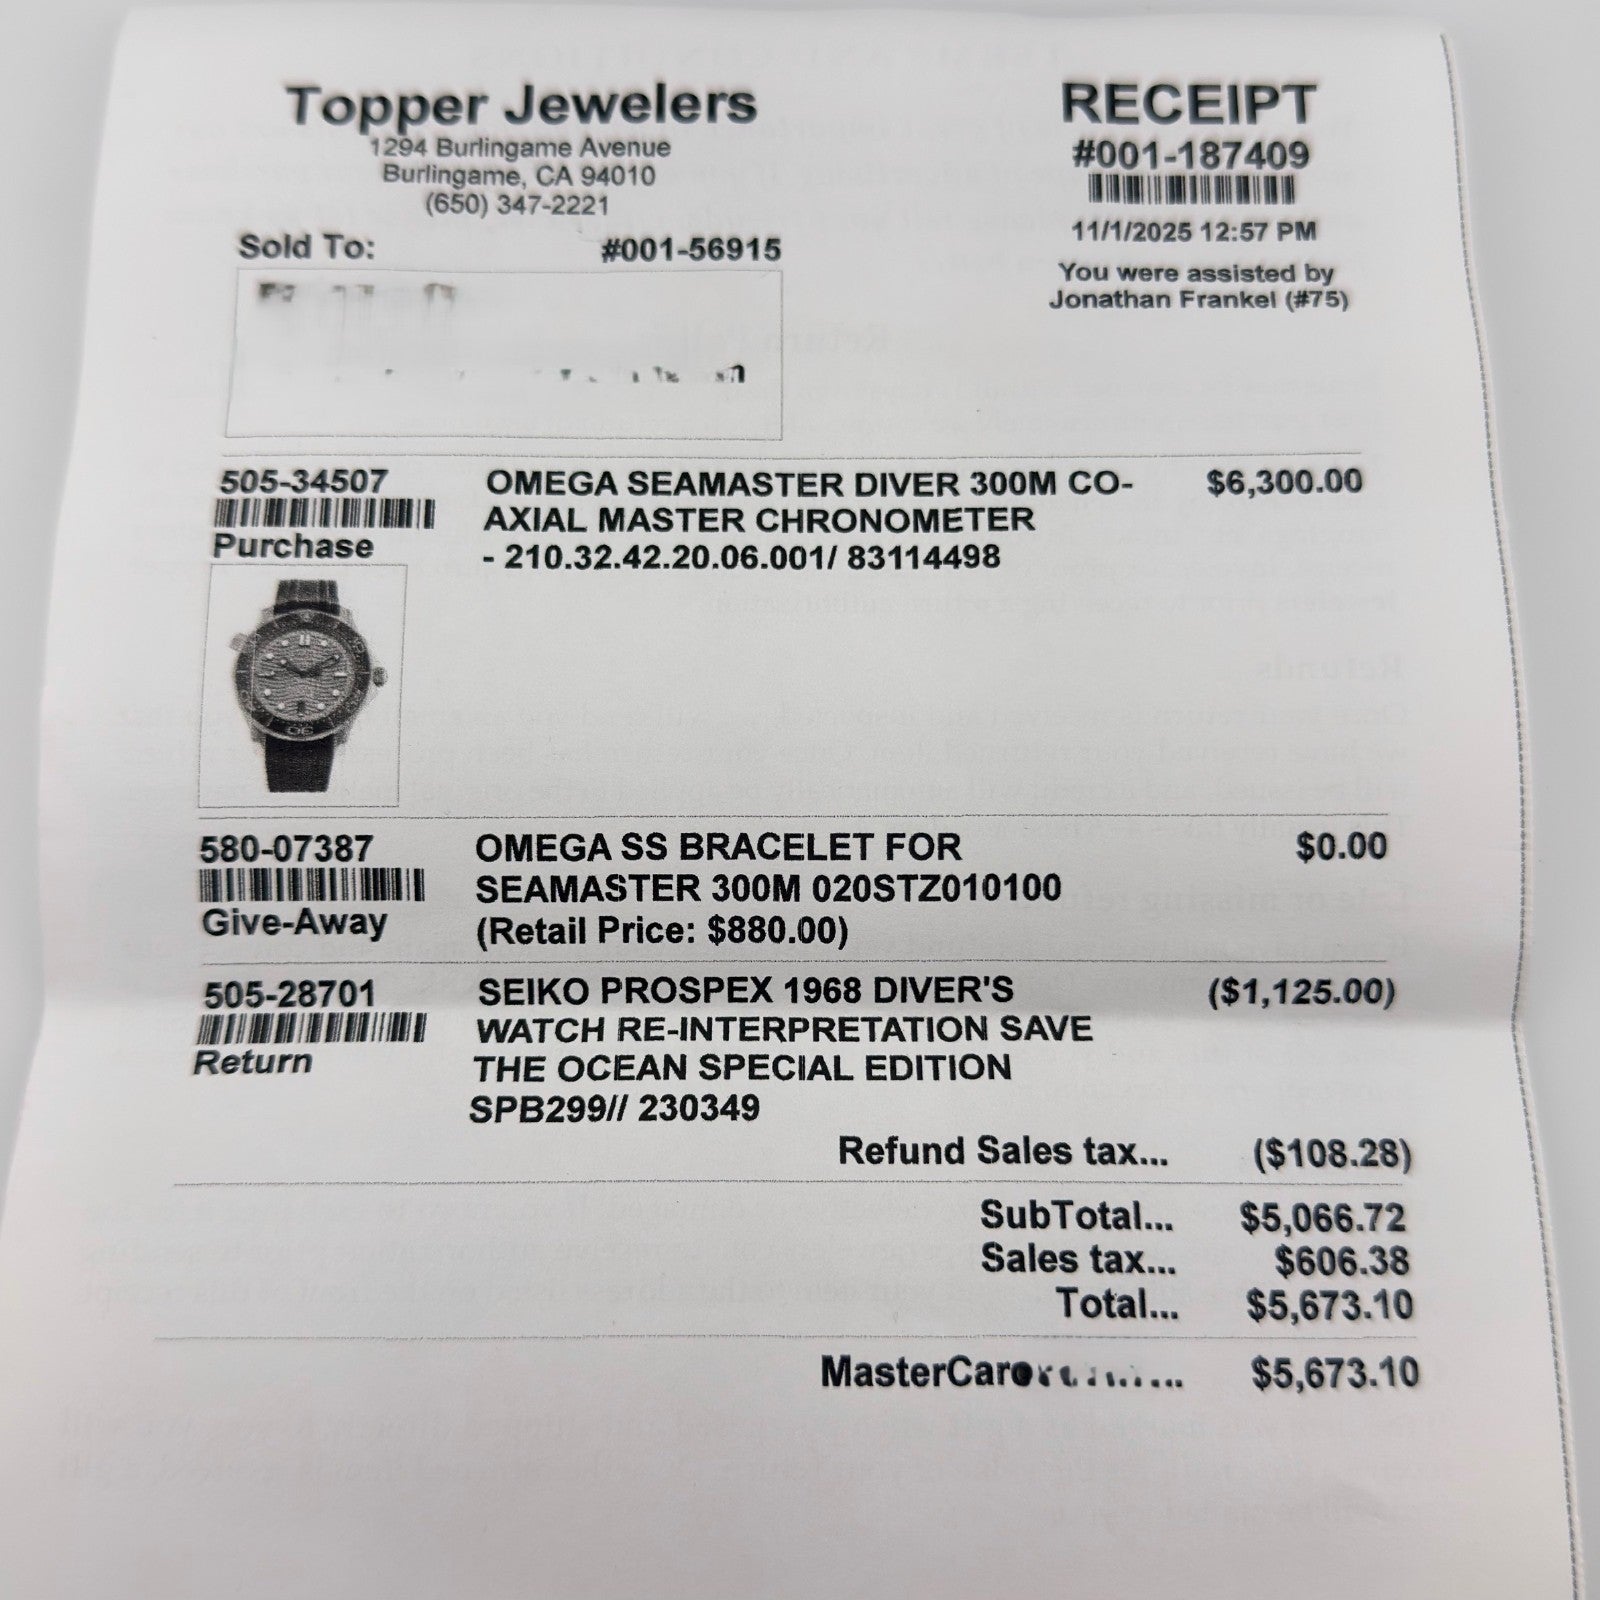 Topper Jewelers
1294 Burlingame Avenue
Burlingame, CA 94010
(650) 347-2221
RECEIPT
#001-187409
11/1/2025 12:57 PM
You were assisted by
Jonathan Frankel (#75)
Sold To: #001-56915
505-34507 OMEGA SEAMASTER DIVER 300M CO- $6,300.00
AXIAL MASTER CHRONOMETER
Purchase - 210.32.42.20.06.001/ 83114498
580-07387 OMEGA SS BRACELET FOR $0.00
SEAMASTER 300M 020STZ010100
Give-Away (Retail Price: $880.00)
505-28701 SEIKO PROSPEX 1968 DIVER'S ($1,125.00)
WATCH RE-INTERPRETATION SAVE
Return THE OCEAN SPECIAL EDITION
SPB299// 230349
Refund Sales tax... ($108.28)
SubTotal... $5,066.72
Sales tax... $606.38
Total... $5,673.10
MasterCar $5,673.10